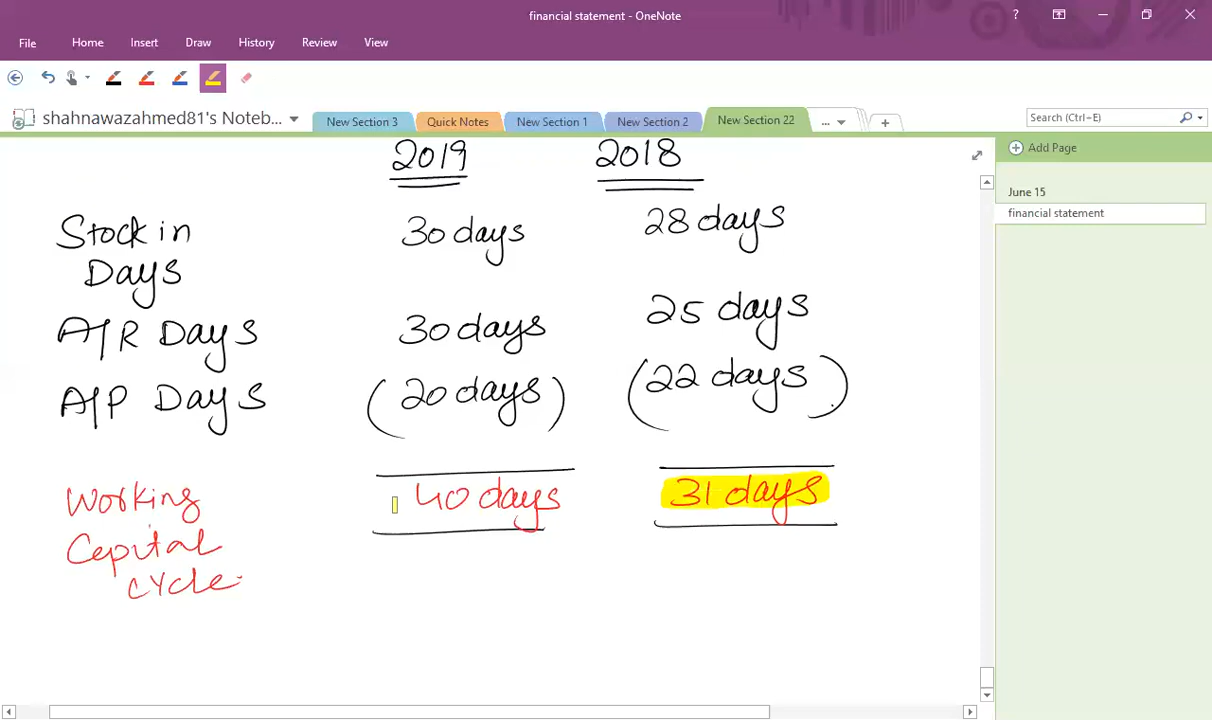 financial statement - OneNote
?
File Home Insert Draw History Review View
shahnawazahmed81's Noteb... New Section 3 Quick Notes New Section 1 New Section 2 New Section 22 ... + Search (Ctrl+E)
Add Page
June 15
financial statement
2019 2018
Stock in 30 days 28 days
Days
A/R Days 30 days 25 days
A/P Days (20 days) (22 days)
Working 40 days 31 days
Cepital
cycle